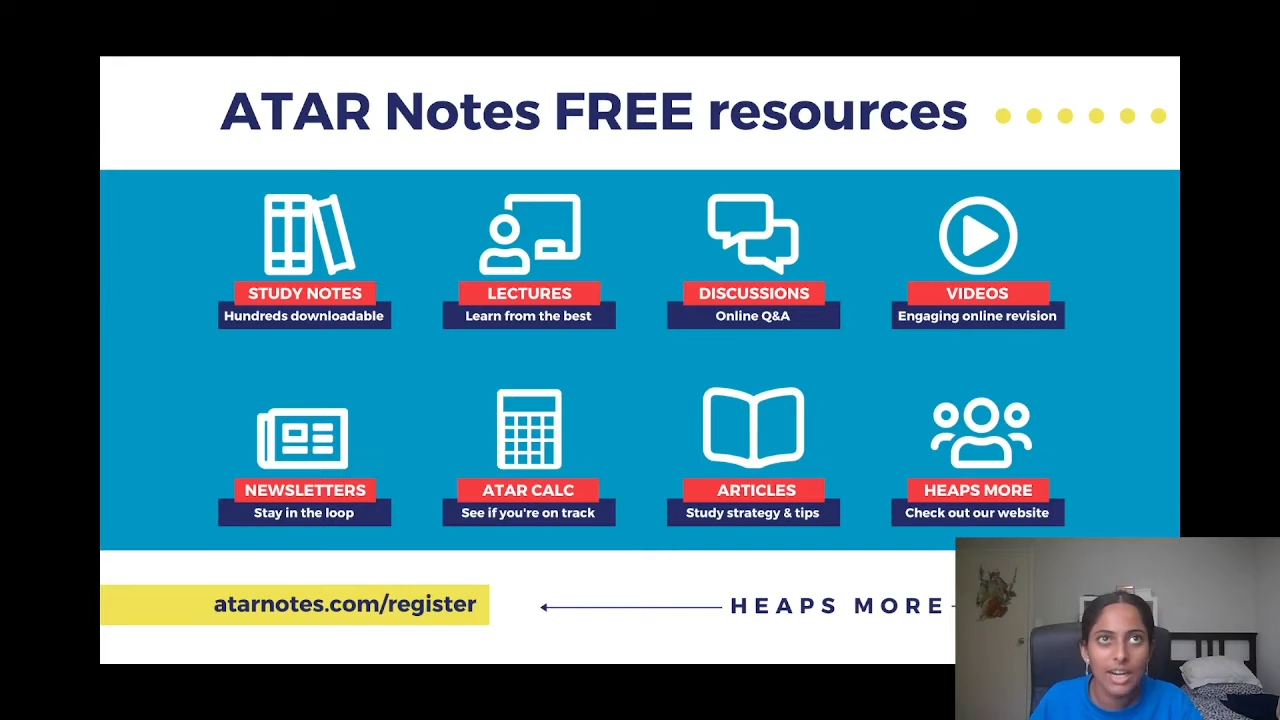 ATAR Notes FREE resources
STUDY NOTES
Hundreds downloadable
LECTURES
Learn from the best
DISCUSSIONS
Online Q&A
VIDEOS
Engaging online revision
NEWSLETTERS
Stay in the loop
ATAR CALC
See if you're on track
ARTICLES
Study strategy & tips
HEAPS MORE
Check out our website
atarnotes.com/register
HEAPS MORE